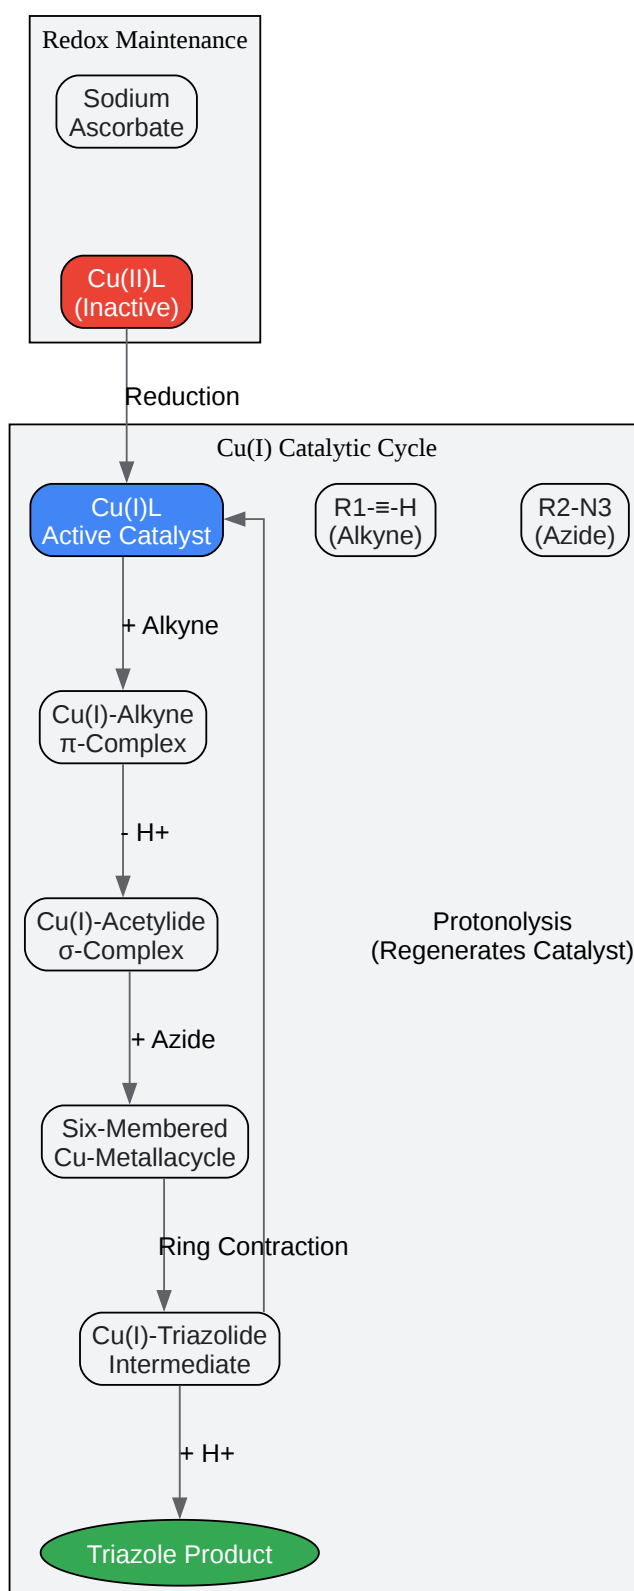 Redox Maintenance
Sodium
Ascorbate
Cu(II)L
(Inactive)
Reduction
Cu(I) Catalytic Cycle
Cu(I)L
Active Catalyst
R1-≡-H
(Alkyne)
R2-N3
(Azide)
+ Alkyne
Cu(I)-Alkyne
π-Complex
- H+
Cu(I)-Acetylide
σ-Complex
Protonolysis
(Regenerates Catalyst)
+ Azide
Six-Membered
Cu-Metallacycle
Ring Contraction
Cu(I)-Triazolide
Intermediate
+ H+
Triazole Product